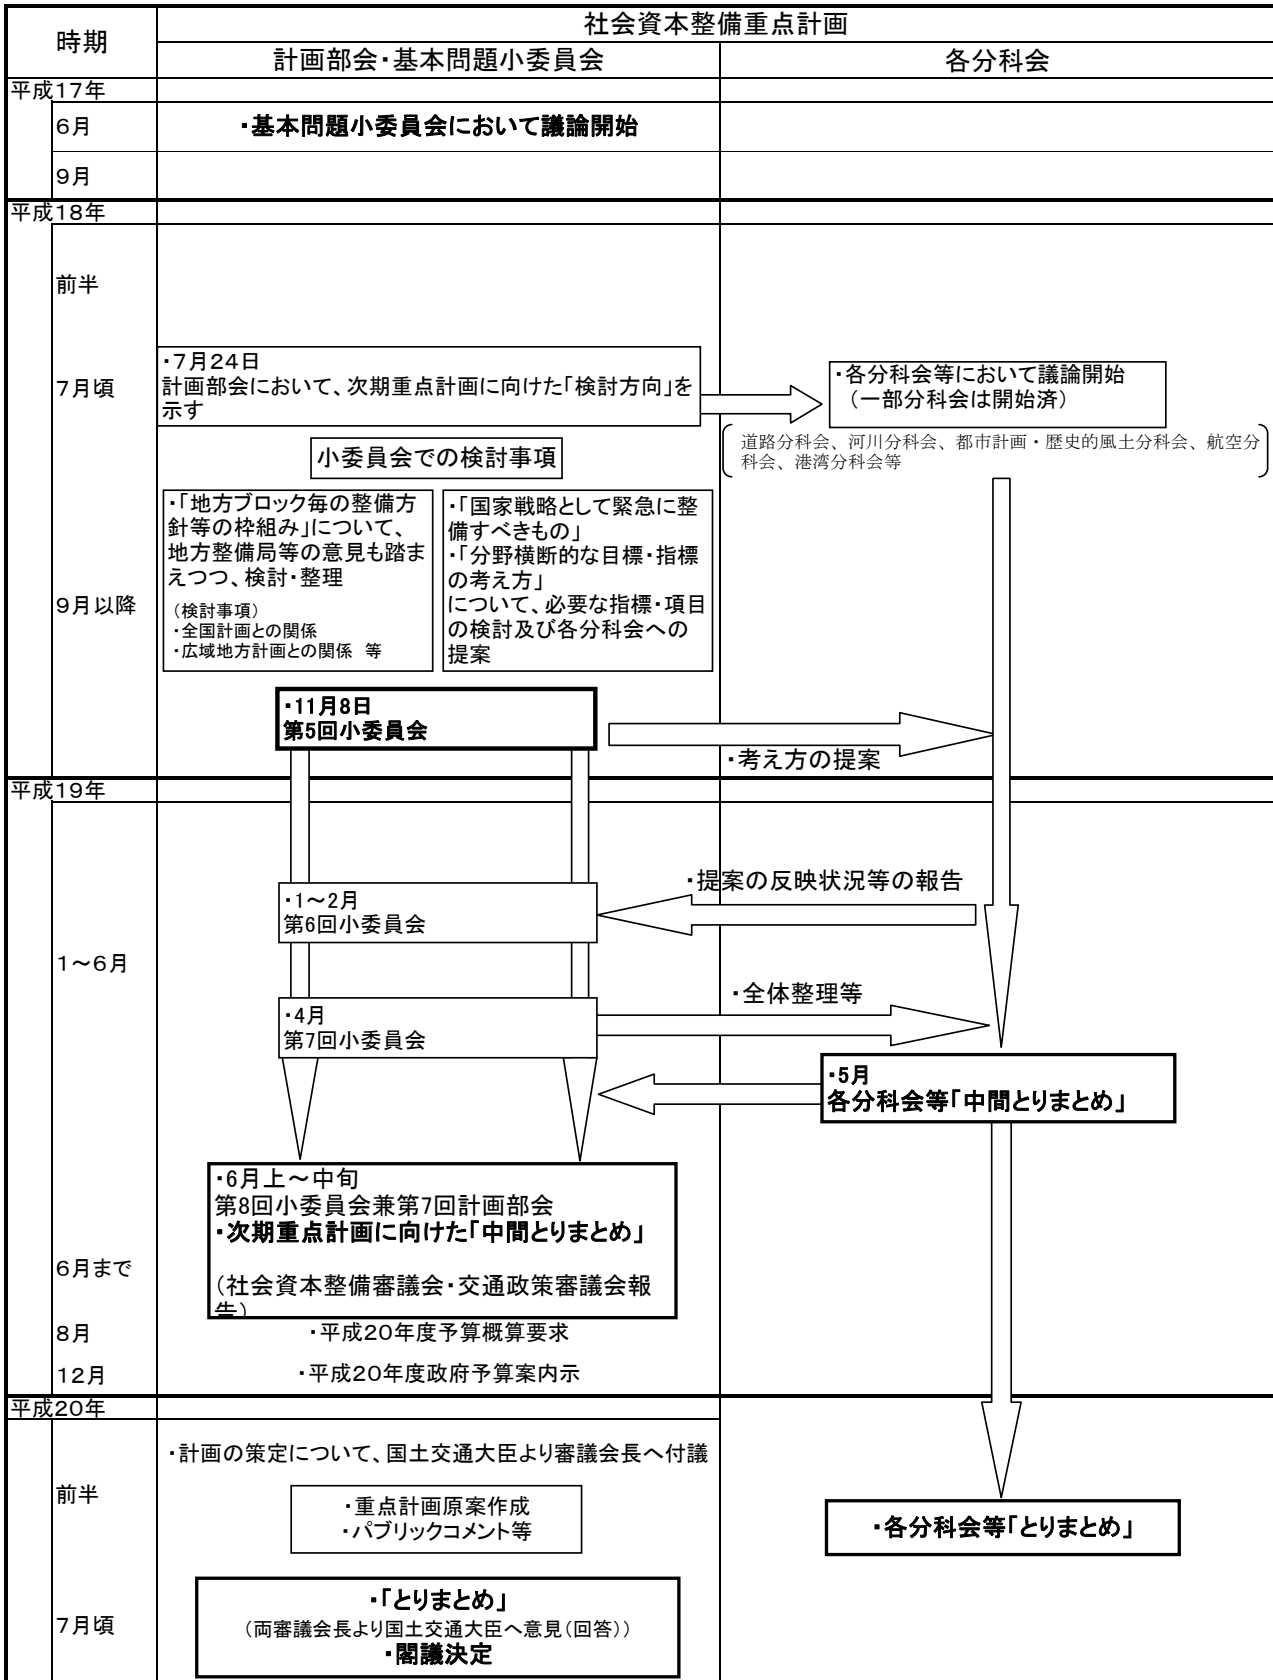 社会資本整備重点計画
時期
計画部会・基本問題小委員会
各分科会
平成17年
6月
・基本問題小委員会において議論開始
9月
平成18年
前半
7月頃
・7月24日
計画部会において、次期重点計画に向けた「検討方向」を
示す
・各分科会等において議論開始
（一部分科会は開始済）
道路分科会、河川分科会、都市計画・歴史的風土分科会、航空分
科会、港湾分科会等
小委員会での検討事項
9月以降
・「地方ブロック毎の整備方
針等の枠組み」について、
地方整備局等の意見も踏ま
えつつ、検討・整理
（検討事項）
・全国計画との関係
・広域地方計画との関係　等
・「国家戦略として緊急に整
備すべきもの」
・「分野横断的な目標・指標
の考え方」
について、必要な指標・項目
の検討及び各分科会への
提案
・11月8日
第5回小委員会
・考え方の提案
平成19年
1～6月
・提案の反映状況等の報告
・1～2月
第6回小委員会
・全体整理等
・4月
第7回小委員会
・5月
各分科会等「中間とりまとめ」
6月まで
・6月上～中旬
第8回小委員会兼第7回計画部会
・次期重点計画に向けた「中間とりまとめ」
（社会資本整備審議会・交通政策審議会報
告）
8月
・平成20年度予算概算要求
12月
・平成20年度政府予算案内示
平成20年
前半
・計画の策定について、国土交通大臣より審議会長へ付議
・重点計画原案作成
・パブリックコメント等
・各分科会等「とりまとめ」
7月頃
・「とりまとめ」
（両審議会長より国土交通大臣へ意見（回答））
・閣議決定